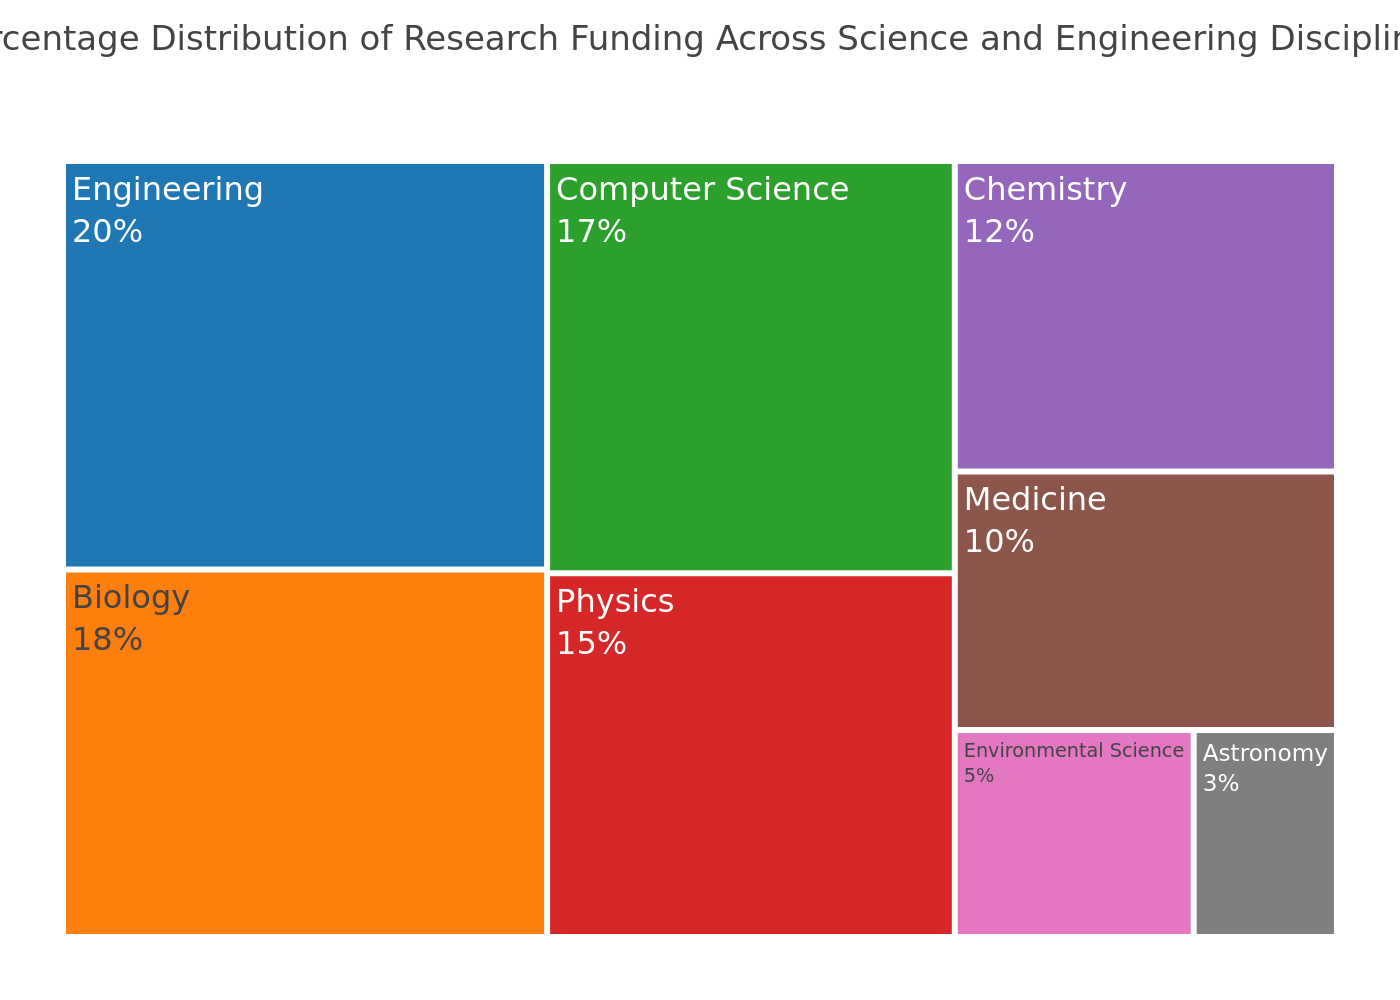 rcentage Distribution of Research Funding Across Science and Engineering Disciplin
Engineering
20%
Computer Science
17%
Chemistry
12%
Medicine
10%
Biology
18%
Physics
15%
Environmental Science
5%
Astronomy
3%